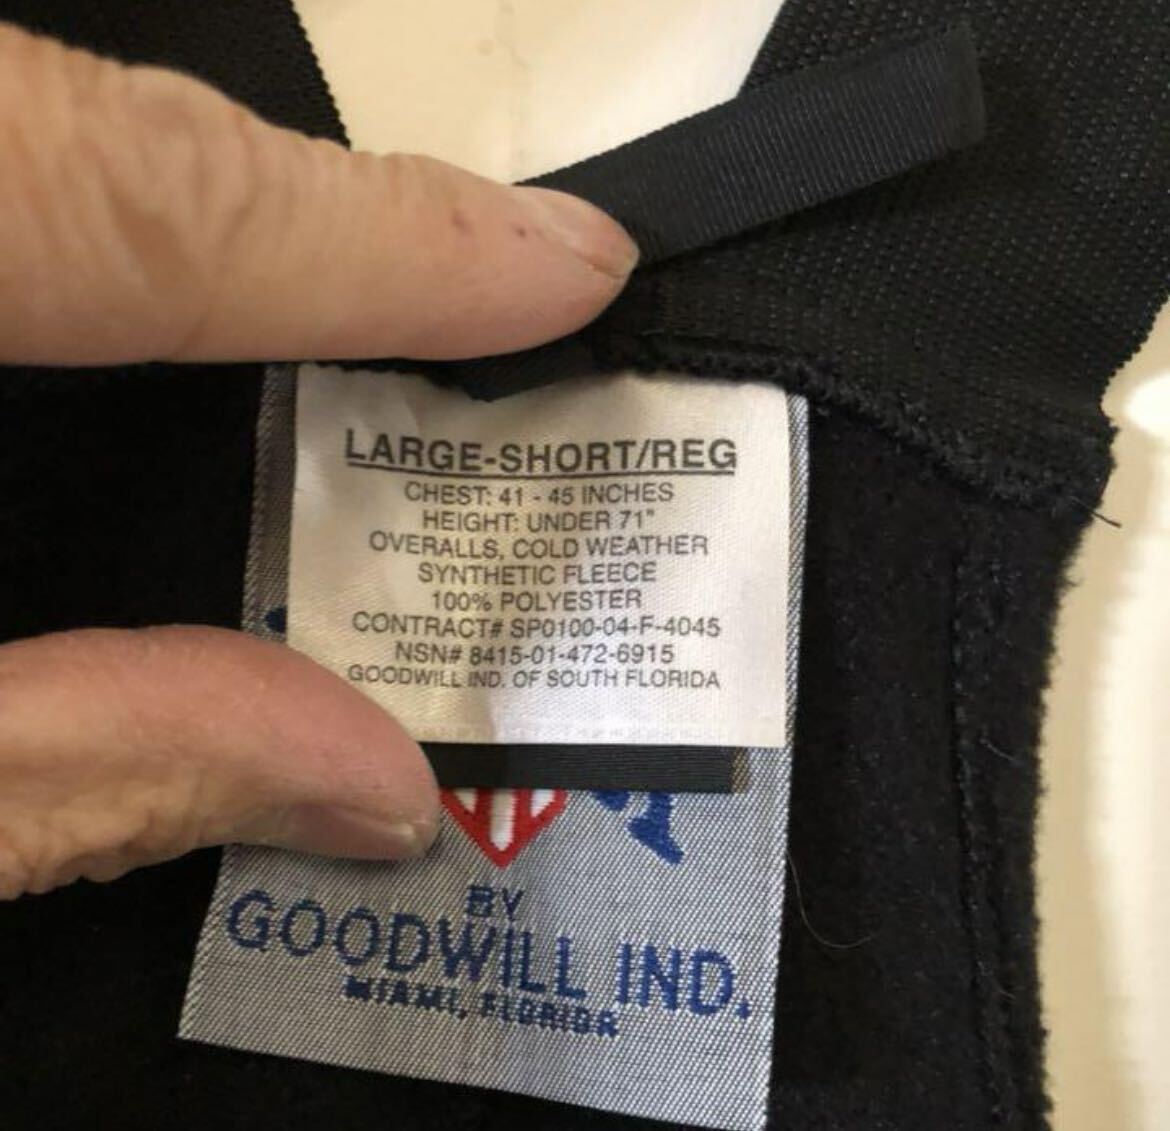 LARGE-SHORT/REG
CHEST: 41 - 45 INCHES
HEIGHT: UNDER 71"
OVERALLS, COLD WEATHER
SYNTHETIC FLEECE
100% POLYESTER
CONTRACT# SP0100-04-F-4045
NSN# 8415-01-472-6915
GOODWILL IND. OF SOUTH FLORIDA
BY
GOODWILL IND.
MIAMI, FLORIDA